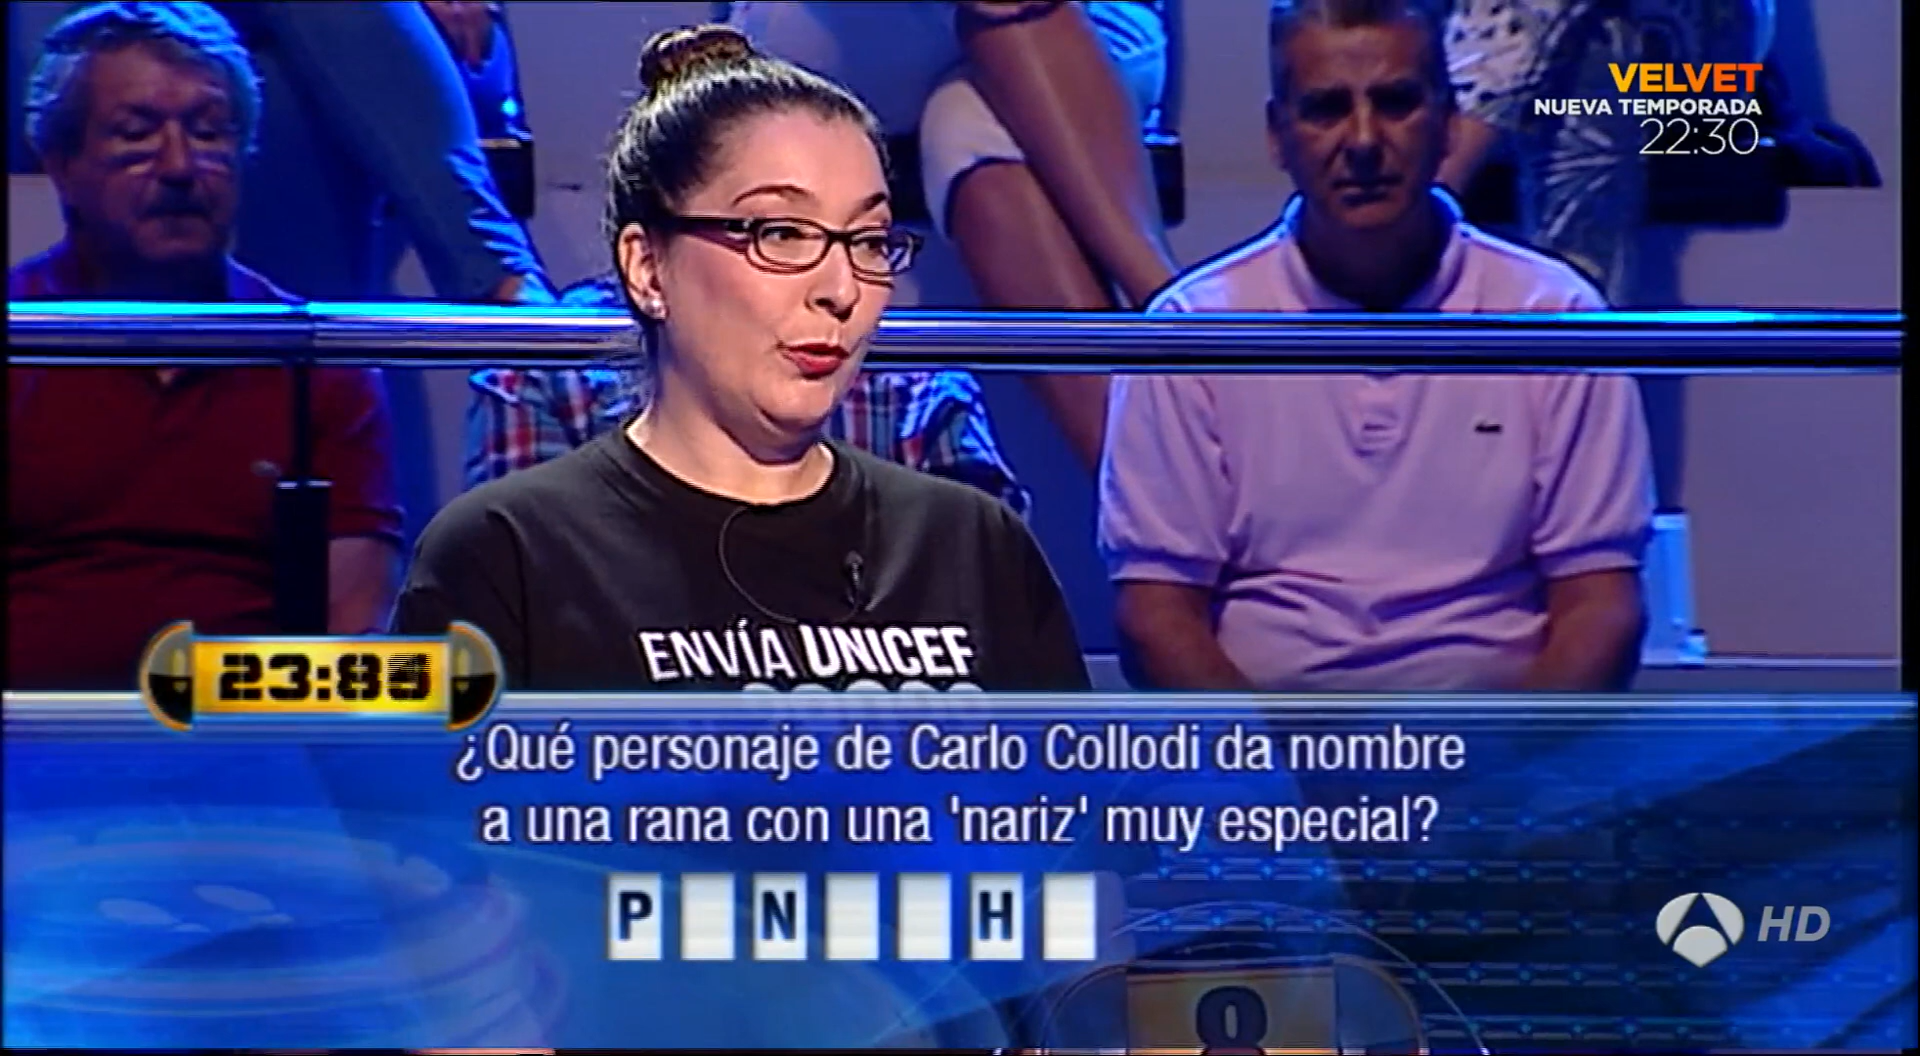 VELVET
NUEVA TEMPORADA
22:30
ENVÍA UNICEF
¿Qué personaje de Carlo Collodi da nombre
a una rana con una 'nariz' muy especial?
P N H
HD
8